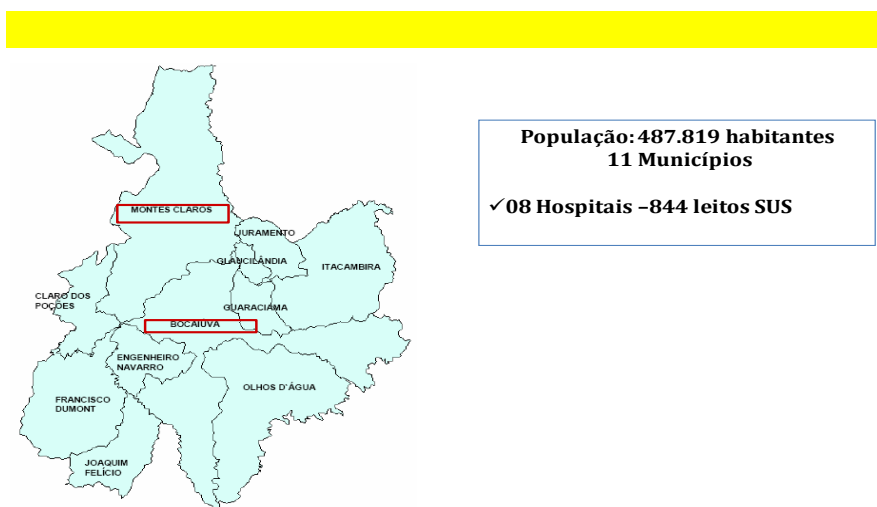 População: 487.819 habitantes
11 Municípios
✓08 Hospitais –844 leitos SUS
MONTES CLAROS
JURAMENTO
GLAUCILÂNDIA
ITACAMBIRA
CLARO DOS
POÇÕES
GUARACIAMA
BOCAIÚVA
ENGENHEIRO
NAVARRO
OLHOS D'ÁGUA
FRANCISCO
DUMONT
JOAQUIM
FELÍCIO